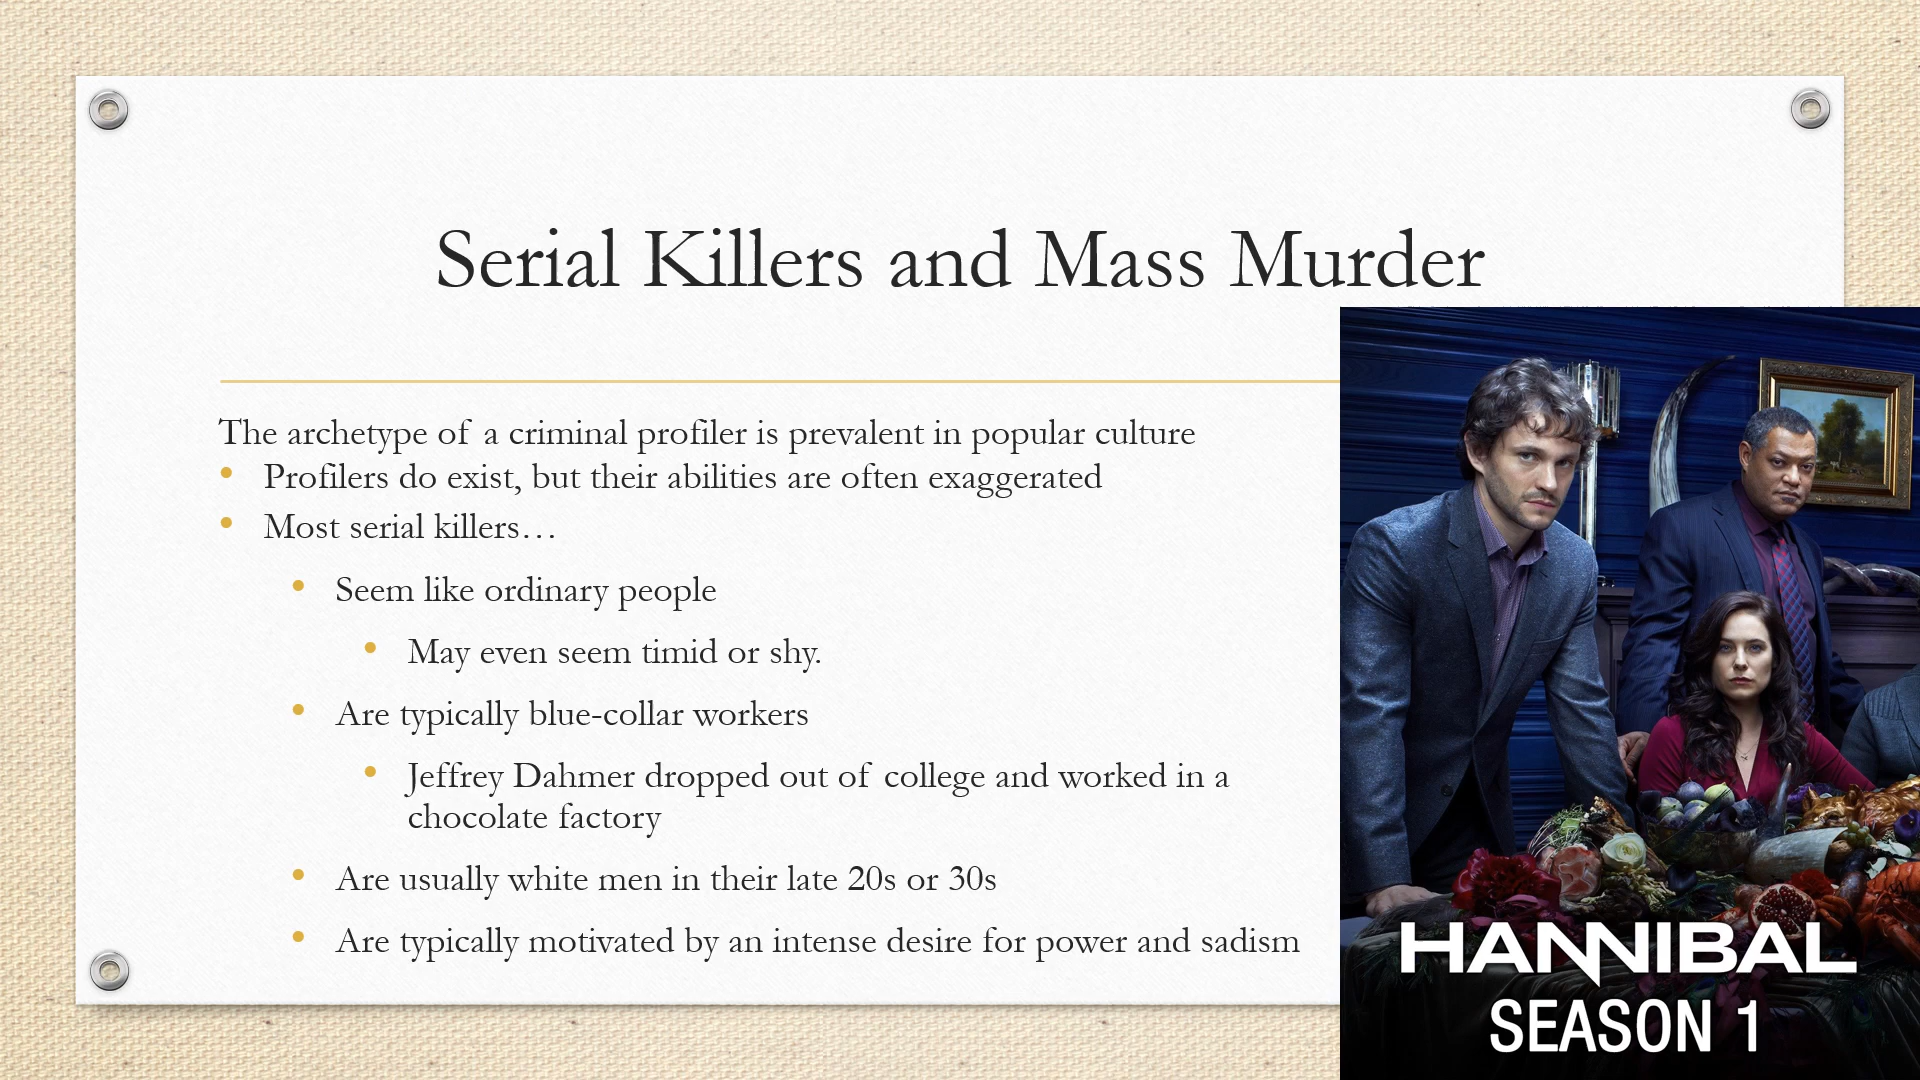 Serial Killers and Mass Murder
The archetype of a criminal profiler is prevalent in popular culture
• Profilers do exist, but their abilities are often exaggerated
• Most serial killers…
• Seem like ordinary people
• May even seem timid or shy.
• Are typically blue-collar workers
• Jeffrey Dahmer dropped out of college and worked in a
chocolate factory
• Are usually white men in their late 20s or 30s
• Are typically motivated by an intense desire for power and sadism
HANNIBAL
SEASON 1